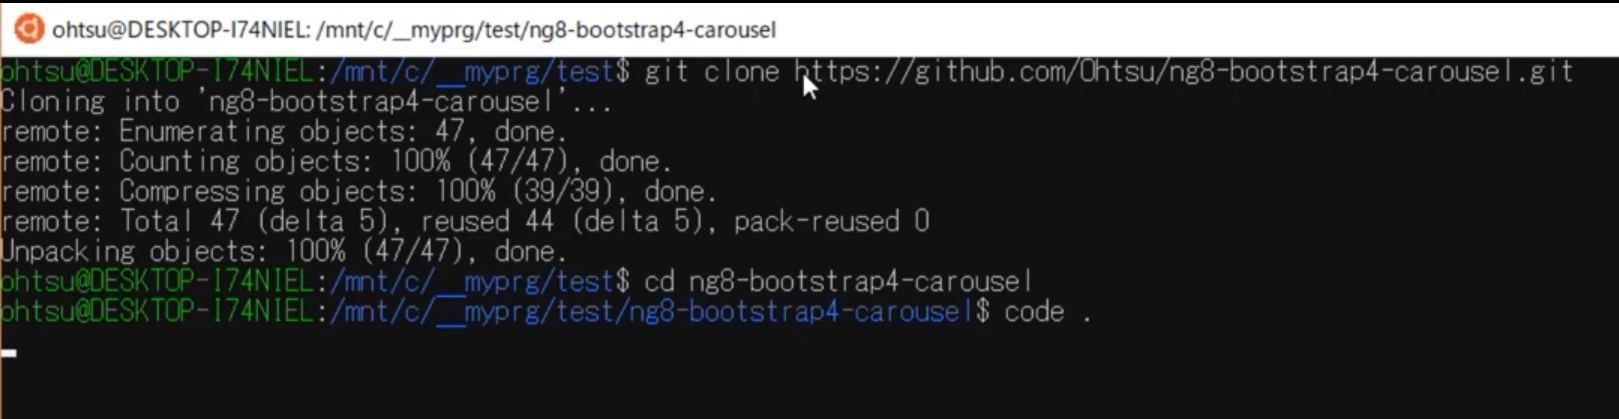 ohtsu@DESKTOP-I74NIEL: /mnt/c/__myprg/test/ng8-bootstrap4-carousel
ohtsu@DESKTOP-I74NIEL:/mnt/c/__myprg/test$ git clone https://github.com/Ohtsu/ng8-bootstrap4-carousel.git
Cloning into 'ng8-bootstrap4-carousel'...
remote: Enumerating objects: 47, done.
remote: Counting objects: 100% (47/47), done.
remote: Compressing objects: 100% (39/39), done.
remote: Total 47 (delta 5), reused 44 (delta 5), pack-reused 0
Unpacking objects: 100% (47/47), done.
ohtsu@DESKTOP-I74NIEL:/mnt/c/__myprg/test$ cd ng8-bootstrap4-carousel
ohtsu@DESKTOP-I74NIEL:/mnt/c/__myprg/test/ng8-bootstrap4-carousel$ code .